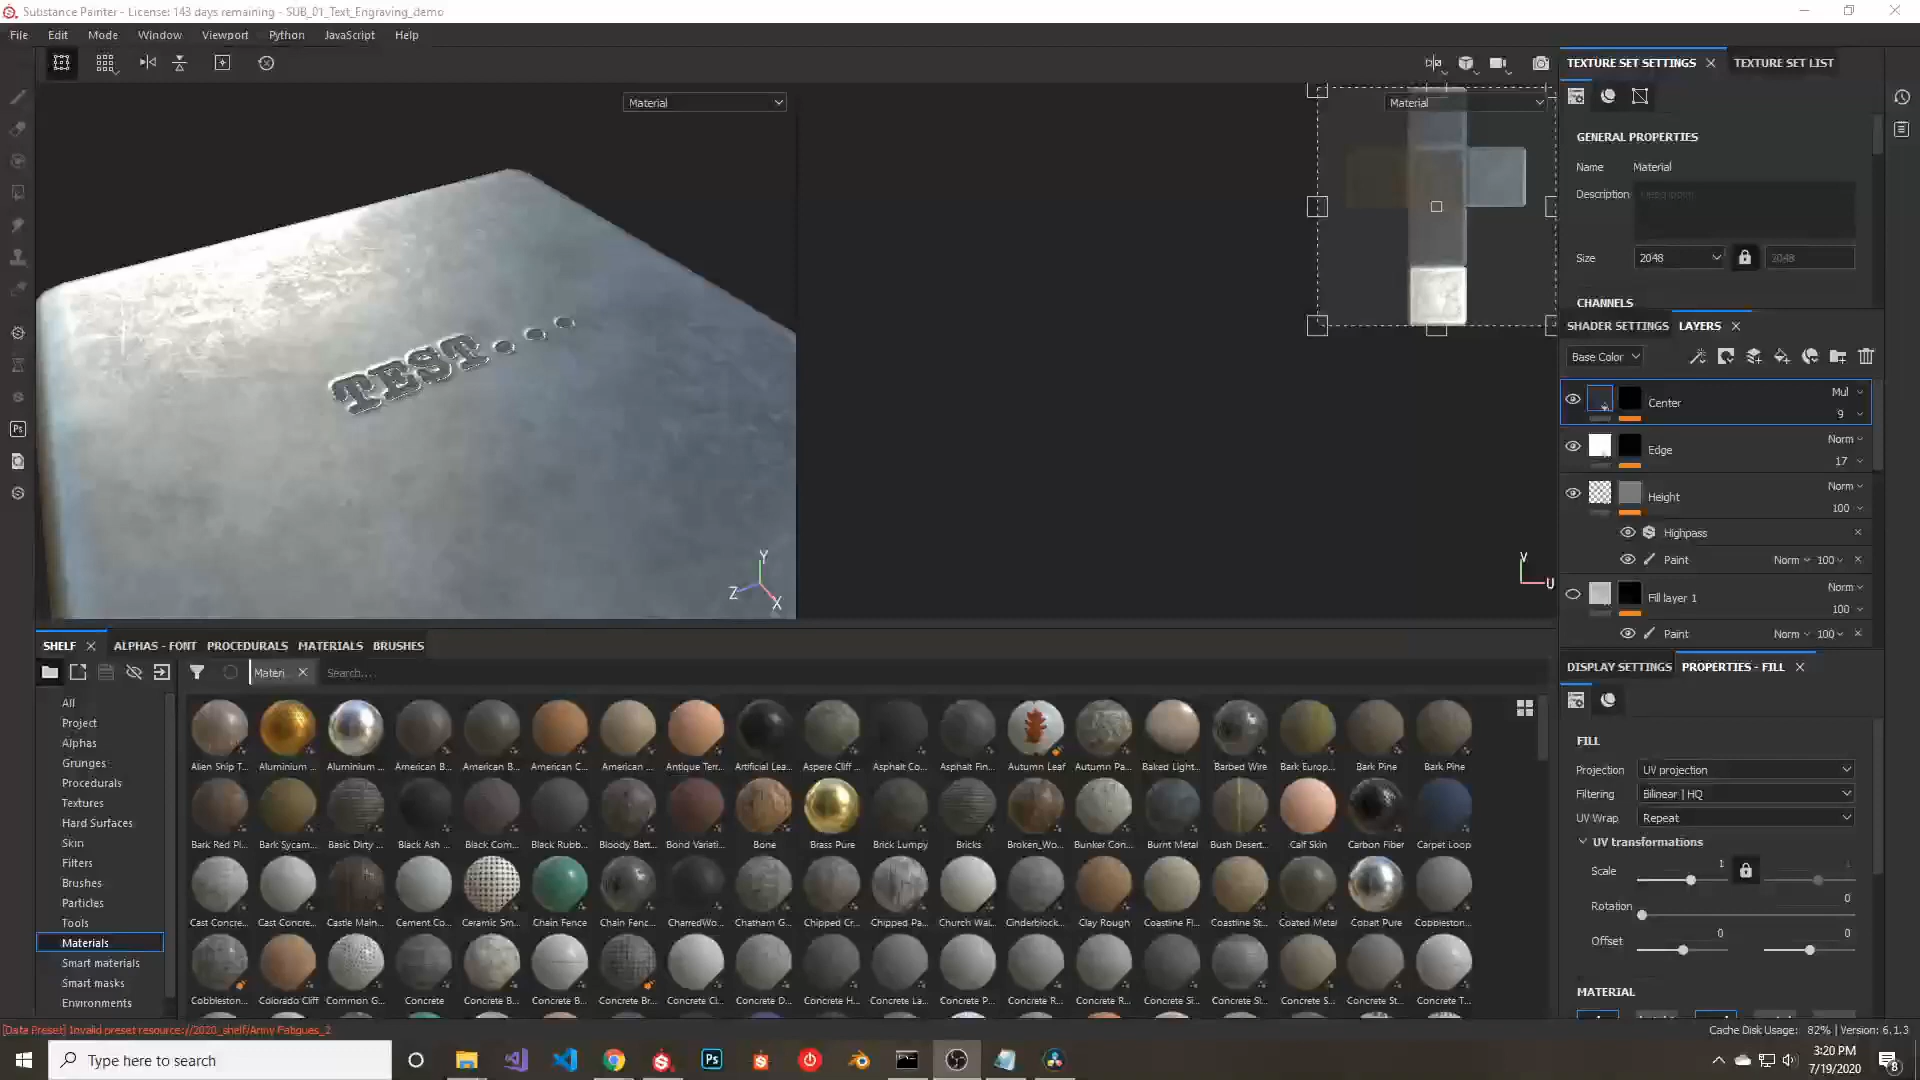 Substance Painter - License: 143 days remaining - SUB_01_Text_Engraving_demo
File Edit Mode Window Viewport Python JavaScript Help
Material
Material
TEST...
Y
Z
X
V
U
TEXTURE SET SETTINGS
TEXTURE SET LIST
GENERAL PROPERTIES
Name Material
Description
Size 2048 2048
CHANNELS
SHADER SETTINGS LAYERS
Base Color
Center Mul 9
Edge Norm 17
Height Norm 100
Highpass
Paint Norm 100
Fill layer 1 Norm 100
Paint Norm 100
SHELF ALPHAS - FONT PROCEDURALS MATERIALS BRUSHES
Materi... Search...
All
Project
Alphas
Grunges
Procedurals
Textures
Hard Surfaces
Skin
Filters
Brushes
Particles
Tools
Materials
Smart materials
Smart masks
Environments
Alien Ship T... Aluminium ... Aluminium ... American B... American B... American C... American ... Antique Terr... Artificial Lea... Aspere Cliff ... Asphalt Co... Asphalt Fin... Autumn Leaf Autumn Pa... Baked Light... Barbed Wire Bark Europ... Bark Pine Bark Pine
Bark Red Pi... Bark Sycam... Basic Dirty ... Black Ash ... Black Com... Black Rubb... Bloody Batt... Bond Variati... Bone Brass Pure Brick Lumpy Bricks Broken_Wo... Bunker Con... Burnt Metal Bush Desert... Calf Skin Carbon Fiber Carpet Loop
Cast Concre... Cast Concre... Castle Main... Cement Co... Ceramic Sm... Chain Fence Chain Fenc... CharredWo... Chatham G... Chipped Cr... Chipped Pa... Church Wal... Cinderblock... Clay Rough Coastline Fl... Coastline St... Coated Metal Cobalt Pure Cobbleston...
Cobbleston... Colorado Cliff Common G... Concrete Concrete B... Concrete B... Concrete Br... Concrete Cl... Concrete D... Concrete H... Concrete La... Concrete P... Concrete R... Concrete R... Concrete Si... Concrete Sl... Concrete S... Concrete St... Concrete T...
DISPLAY SETTINGS PROPERTIES - FILL
FILL
Projection UV projection
Filtering Bilinear | HQ
UV Wrap Repeat
UV transformations
Scale 1
Rotation 0
Offset 0 0
MATERIAL
[Data Preset] Invalid preset resource://2020_shelf/Army Fatigues_2
Cache Disk Usage: 82% | Version: 6.1.3
Type here to search
Ps
3:20 PM
7/19/2020
8